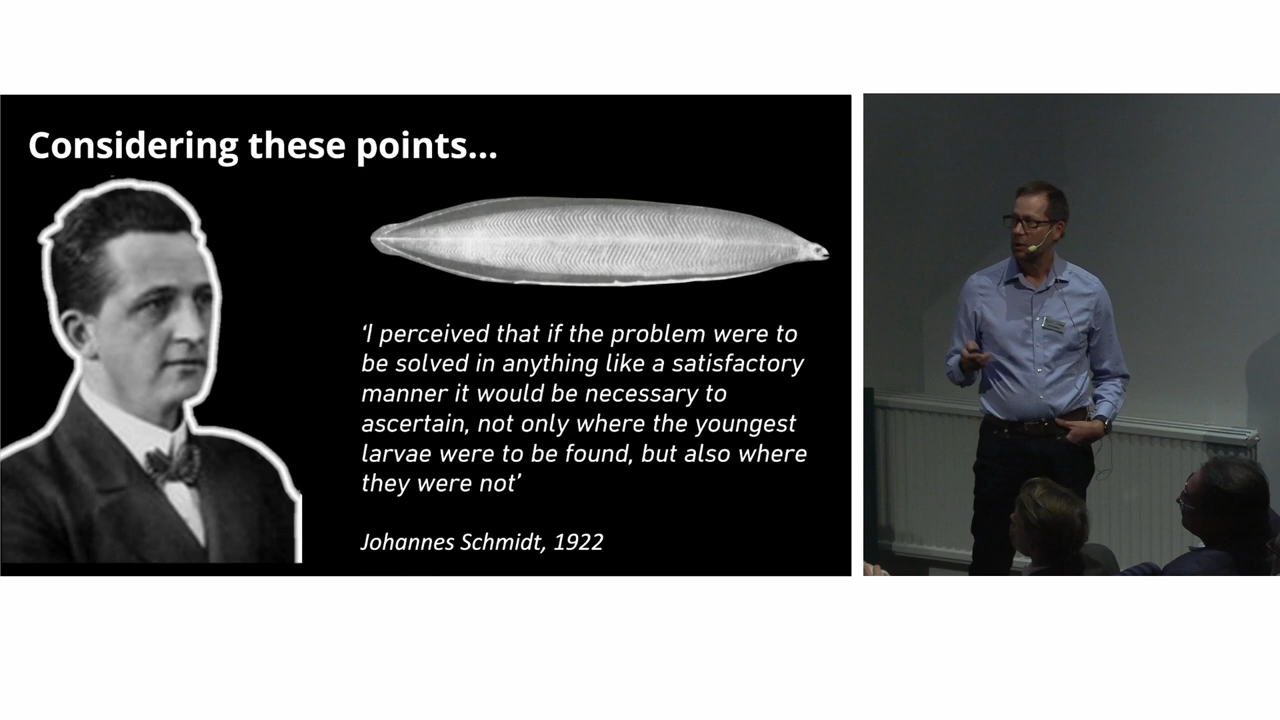 Considering these points...
‘I perceived that if the problem were to
be solved in anything like a satisfactory
manner it would be necessary to
ascertain, not only where the youngest
larvae were to be found, but also where
they were not’
Johannes Schmidt, 1922